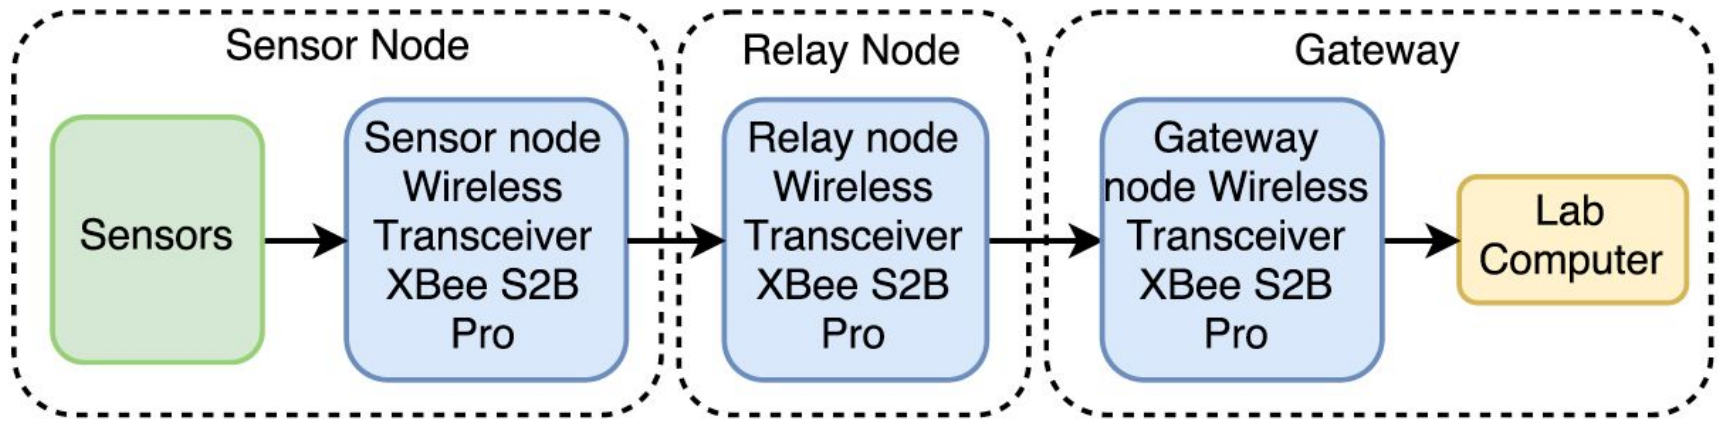 Sensor Node
Sensors
Sensor node
Wireless
Transceiver
XBee S2B
Pro
Relay Node
Relay node
Wireless
Transceiver
XBee S2B
Pro
Gateway
Gateway
node Wireless
Transceiver
XBee S2B
Pro
Lab
Computer